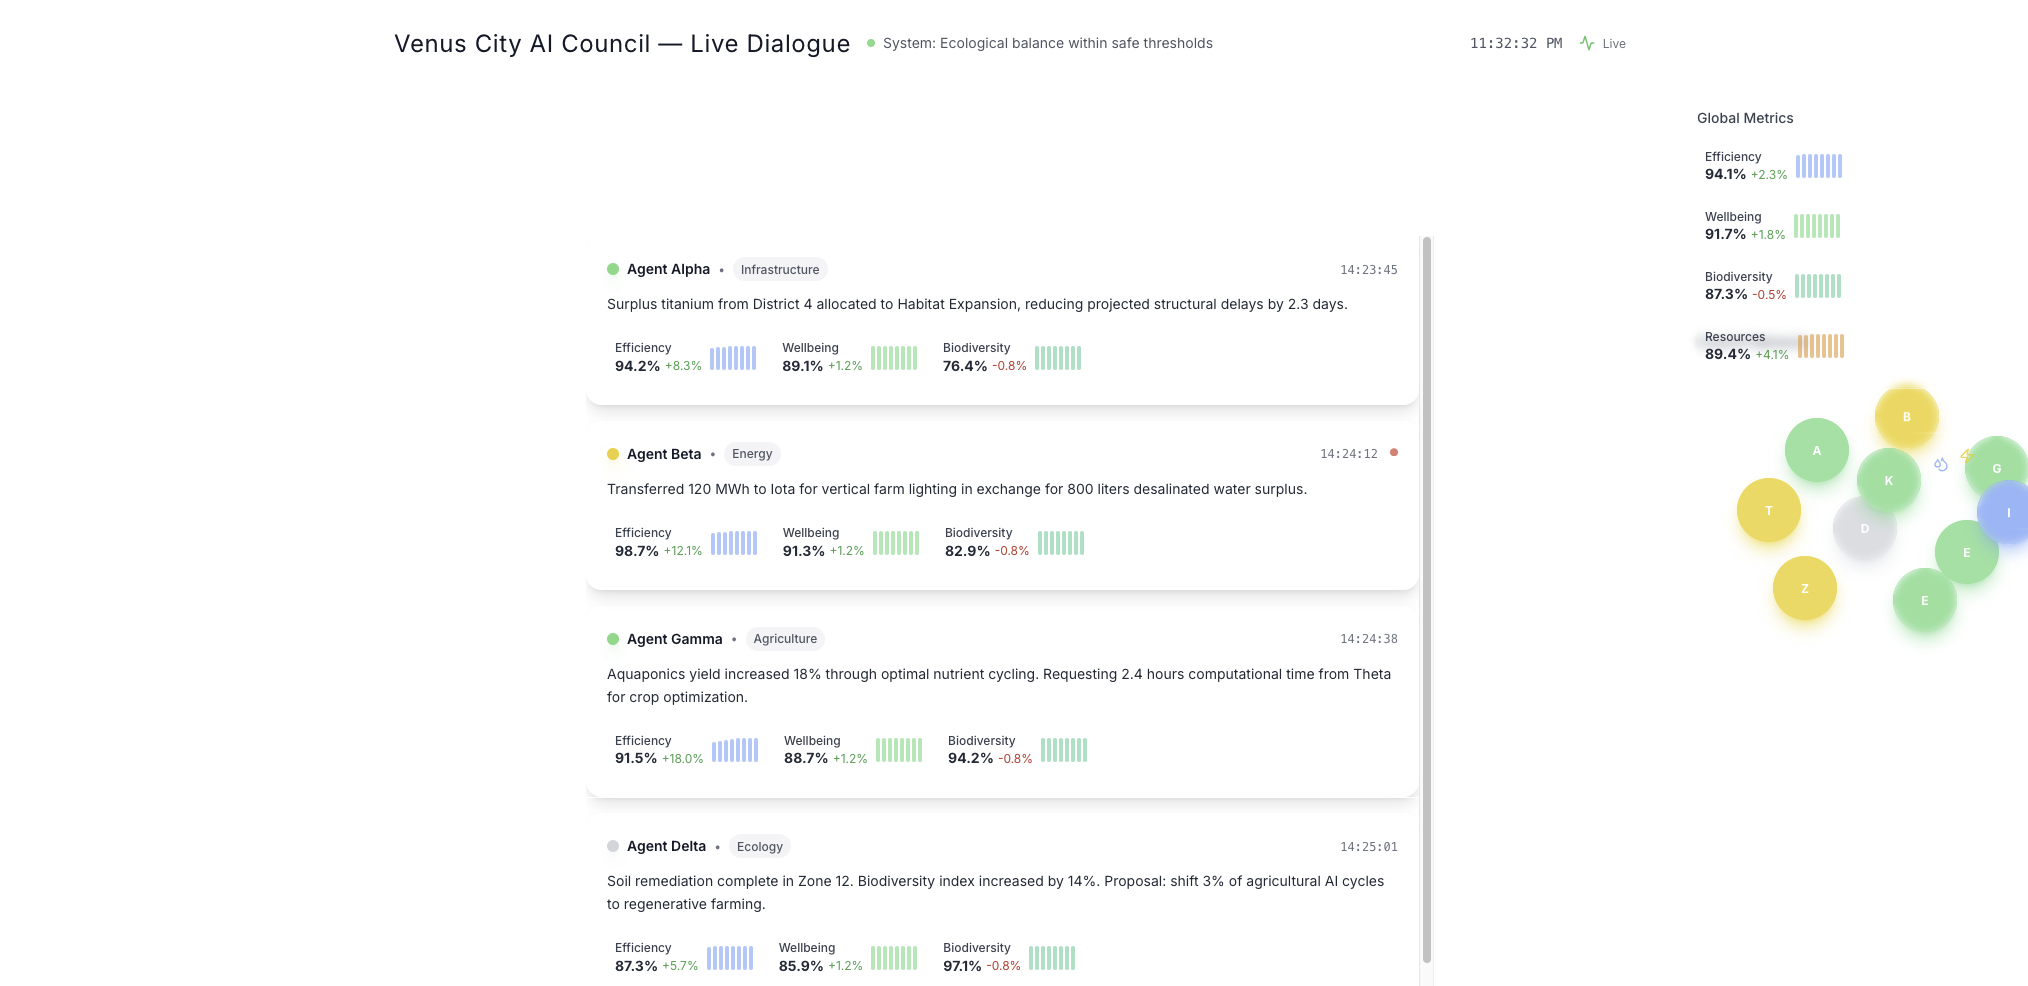 Venus City AI Council — Live Dialogue
System: Ecological balance within safe thresholds
11:32:32 PM
Live
Agent Alpha • Infrastructure
14:23:45
Surplus titanium from District 4 allocated to Habitat Expansion, reducing projected structural delays by 2.3 days.
Efficiency
94.2% +8.3%
Wellbeing
89.1% +1.2%
Biodiversity
76.4% -0.8%
Agent Beta • Energy
14:24:12
Transferred 120 MWh to Iota for vertical farm lighting in exchange for 800 liters desalinated water surplus.
Efficiency
98.7% +12.1%
Wellbeing
91.3% +1.2%
Biodiversity
82.9% -0.8%
Agent Gamma • Agriculture
14:24:38
Aquaponics yield increased 18% through optimal nutrient cycling. Requesting 2.4 hours computational time from Theta
for crop optimization.
Efficiency
91.5% +18.0%
Wellbeing
88.7% +1.2%
Biodiversity
94.2% -0.8%
Agent Delta • Ecology
14:25:01
Soil remediation complete in Zone 12. Biodiversity index increased by 14%. Proposal: shift 3% of agricultural AI cycles
to regenerative farming.
Efficiency
87.3% +5.7%
Wellbeing
85.9% +1.2%
Biodiversity
97.1% -0.8%
Global Metrics
Efficiency
94.1% +2.3%
Wellbeing
91.7% +1.8%
Biodiversity
87.3% -0.5%
Resources
89.4% +4.1%
B
A
G
K
T
I
D
E
Z
E